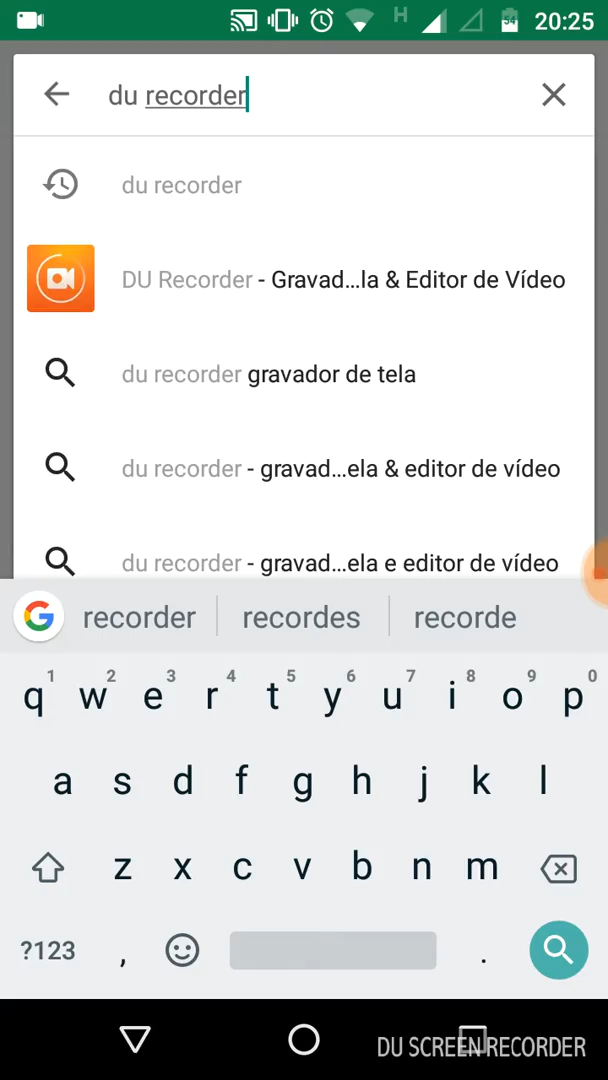 H 54 20:25
du recorder
du recorder
DU Recorder - Gravad...la & Editor de Vídeo
du recorder gravador de tela
du recorder - gravad...ela & editor de vídeo
du recorder - gravad...ela e editor de vídeo
G recorder recordes recorde
1 2 3 4 5 6 7 8 9 0
q w e r t y u i o p
a s d f g h j k l
z x c v b n m
?123 , .
DU SCREEN RECORDER